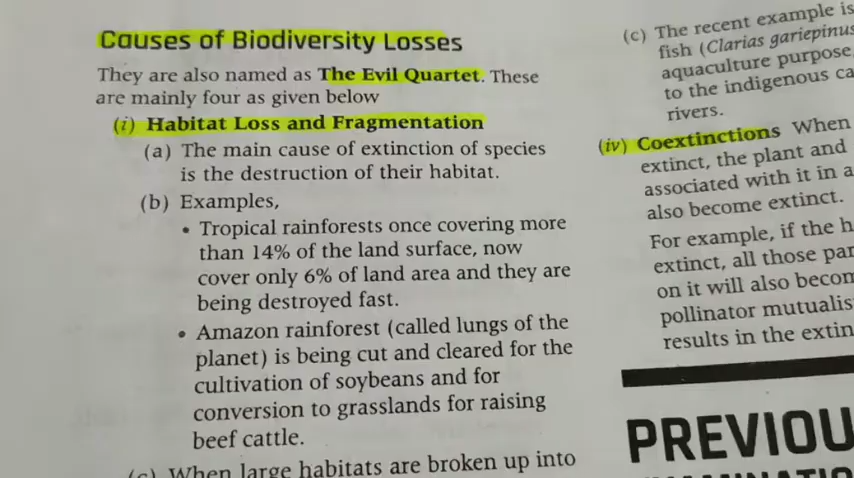 Causes of Biodiversity Losses
They are also named as The Evil Quartet. These
are mainly four as given below
(i) Habitat Loss and Fragmentation
(a) The main cause of extinction of species
is the destruction of their habitat.
(b) Examples,
• Tropical rainforests once covering more
than 14% of the land surface, now
cover only 6% of land area and they are
being destroyed fast.
• Amazon rainforest (called lungs of the
planet) is being cut and cleared for the
cultivation of soybeans and for
conversion to grasslands for raising
beef cattle.
(c) When large habitats are broken up into
(c) The recent example is
fish (Clarias gariepinus
aquaculture purpose
to the indigenous ca
rivers.
(iv) Coextinctions When
extinct, the plant and
associated with it in a
also become extinct.
For example, if the h
extinct, all those par
on it will also becom
pollinator mutualis
results in the extin
PREVIOU